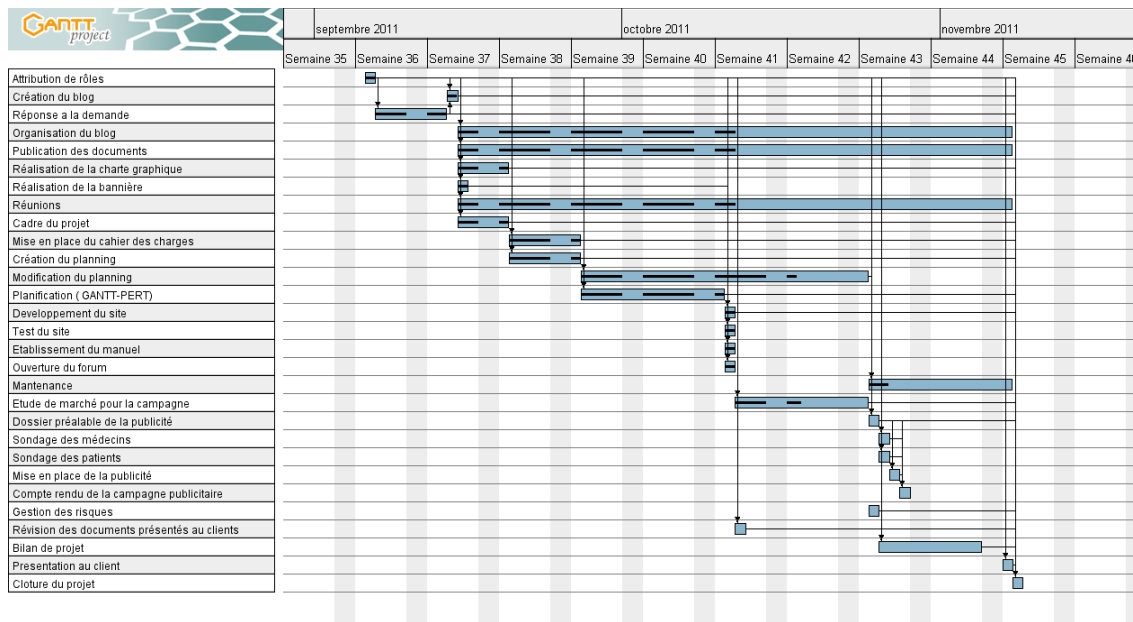 GANTT
project
septembre 2011
octobre 2011
novembre 2011
Semaine 35 Semaine 36 Semaine 37 Semaine 38 Semaine 39 Semaine 40 Semaine 41 Semaine 42 Semaine 43 Semaine 44 Semaine 45 Semaine
Attribution de rôles
Création du blog
Réponse a la demande
Organisation du blog
Publication des documents
Réalisation de la charte graphique
Réalisation de la bannière
Réunions
Cadre du projet
Mise en place du cahier des charges
Création du planning
Modification du planning
Planification ( GANTT-PERT)
Developpement du site
Test du site
Etablissement du manuel
Ouverture du forum
Mantenance
Etude de marché pour la campagne
Dossier préalable de la publicité
Sondage des médecins
Sondage des patients
Mise en place de la publicité
Compte rendu de la campagne publicitaire
Gestion des risques
Révision des documents présentés au clients
Bilan de projet
Presentation au client
Cloture du projet